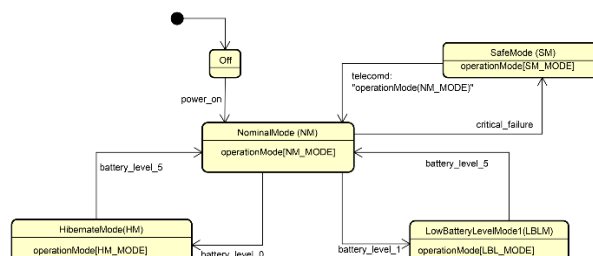 Off
SafeMode (SM)
operationMode[SM_MODE]
telecomd:
"operationMode(NM_MODE)"
power_on
critical_failure
NominalMode (NM)
operationMode[NM_MODE]
battery_level_5
battery_level_5
HibernateMode(HM)
operationMode[HM_MODE]
battery_level_0
battery_level_1
LowBatteryLevelMode1(LBLM)
operationMode[LBL_MODE]